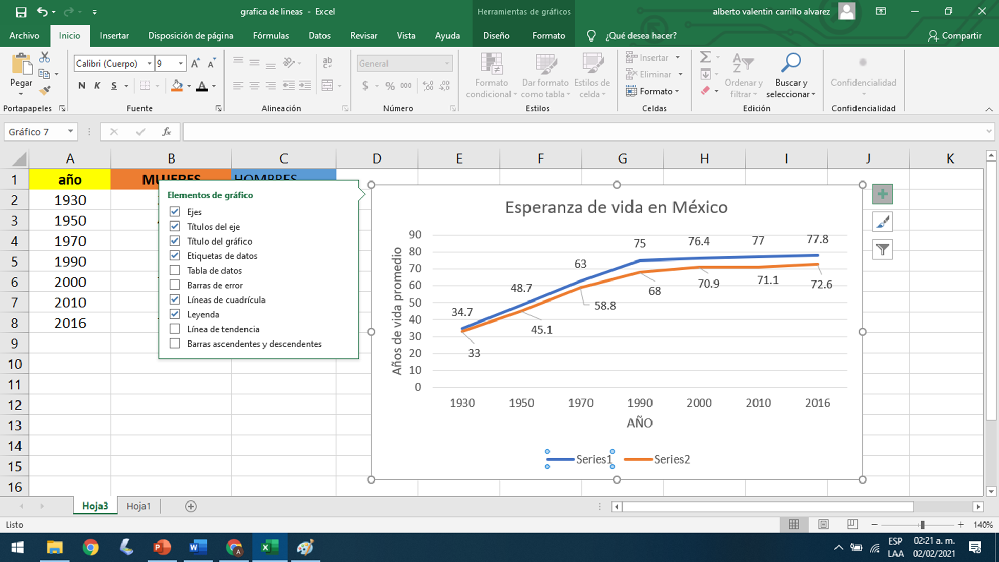 grafica de lineas - Excel
Herramientas de gráficos
alberto valentin carrillo alvarez
Archivo Inicio Insertar Disposición de página Fórmulas Datos Revisar Vista Ayuda Diseño Formato ¿Qué desea hacer? Compartir
Calibri (Cuerpo) 9
General
Insertar
Pegar
N K S
$ % 000
Formato condicional
Dar formato como tabla
Estilos de celda
Eliminar
Formato
Ordenar y filtrar
Buscar y seleccionar
Confidencialidad
Portapapeles Fuente Alineación Número Estilos Celdas Edición Confidencialidad
Gráfico 7
fx
A B C D E F G H I J K
1 año MUJERES HOMBRES
2 1930
3 1950
4 1970
5 1990
6 2000
7 2010
8 2016
9
10
11
12
13
14
15
16
Elementos de gráfico
Ejes
Títulos del eje
Título del gráfico
Etiquetas de datos
Tabla de datos
Barras de error
Líneas de cuadrícula
Leyenda
Línea de tendencia
Barras ascendentes y descendentes
Esperanza de vida en México
Años de vida promedio
90
80
70
60
50
40
30
20
10
0
34.7 48.7 63 75 76.4 77 77.8
33 45.1 58.8 68 70.9 71.1 72.6
1930 1950 1970 1990 2000 2010 2016
AÑO
Series1 Series2
Hoja3 Hoja1
Listo
140%
ESP
LAA
02:21 a. m.
02/02/2021